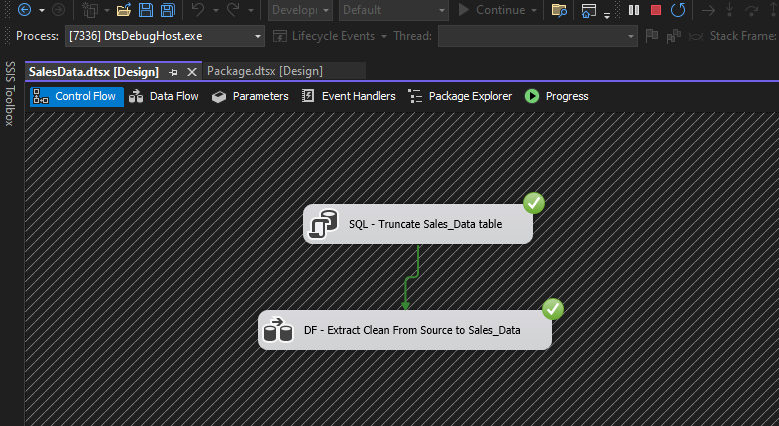 Develop Default Continue
Process: [7336] DtsDebugHost.exe Lifecycle Events Thread: Stack Frame:
SSIS Toolbox
SalesData.dtsx [Design] Package.dtsx [Design]
Control Flow Data Flow Parameters Event Handlers Package Explorer Progress
SQL - Truncate Sales_Data table
DF - Extract Clean From Source to Sales_Data